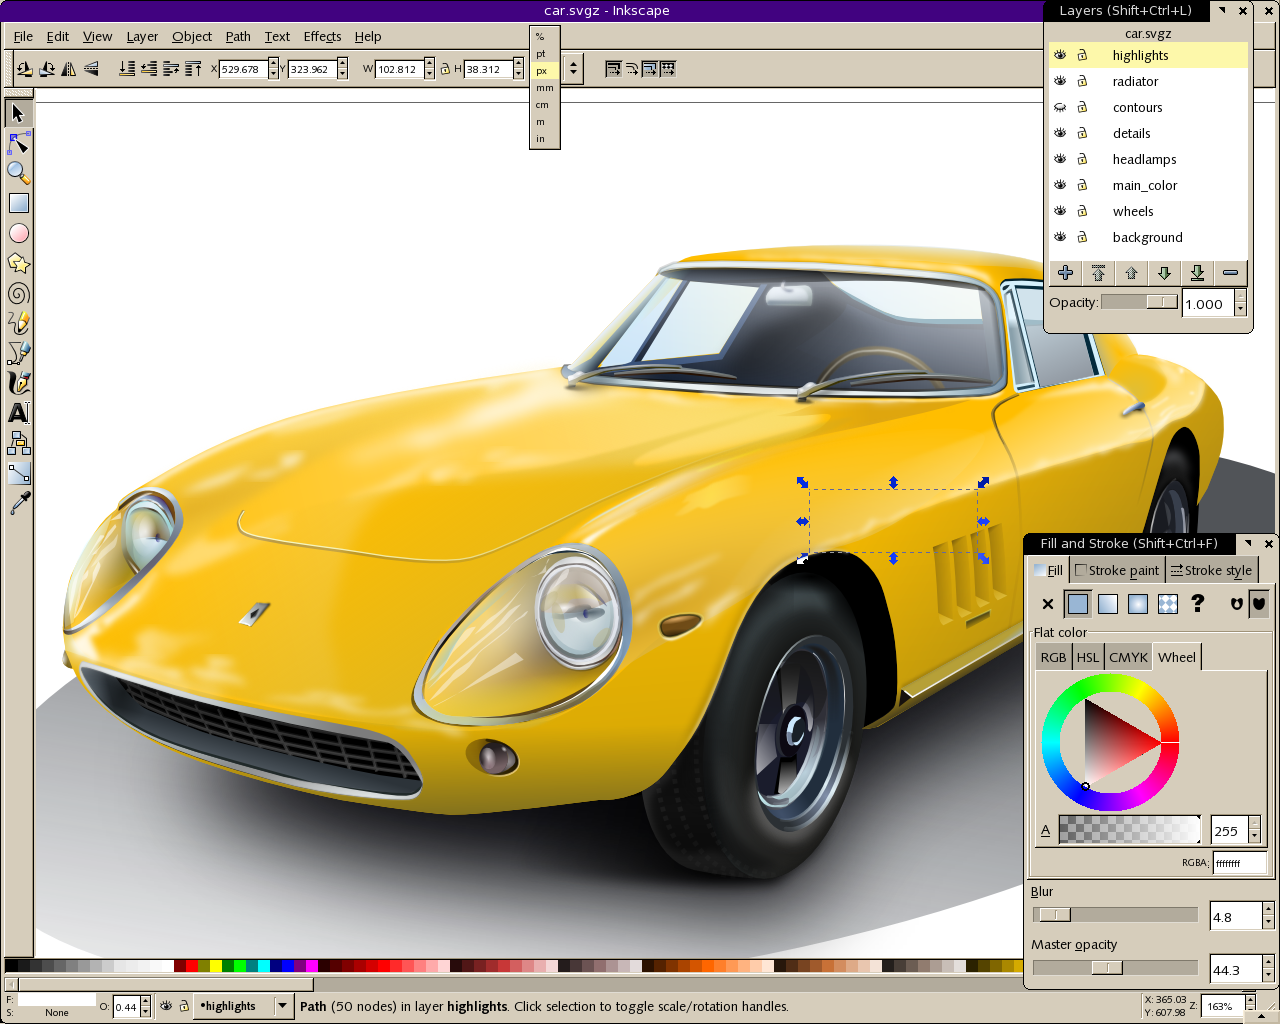 car.svgz - Inkscape
File Edit View Layer Object Path Text Effects Help
X 529.678 Y 323.962 W 102.812 H 38.312
%
pt
px
mm
cm
m
in
Layers (Shift+Ctrl+L)
car.svgz
highlights
radiator
contours
details
headlamps
main_color
wheels
background
Opacity: 1.000
A
Fill and Stroke (Shift+Ctrl+F)
Fill Stroke paint Stroke style
?
Flat color
RGB HSL CMYK Wheel
A 255
RGBA: ffffffff
Blur
4.8
Master opacity
44.3
F:
S: None
O: 0.44
•highlights
Path (50 nodes) in layer highlights. Click selection to toggle scale/rotation handles.
X: 365.03
Y: 607.98
Z: 163%